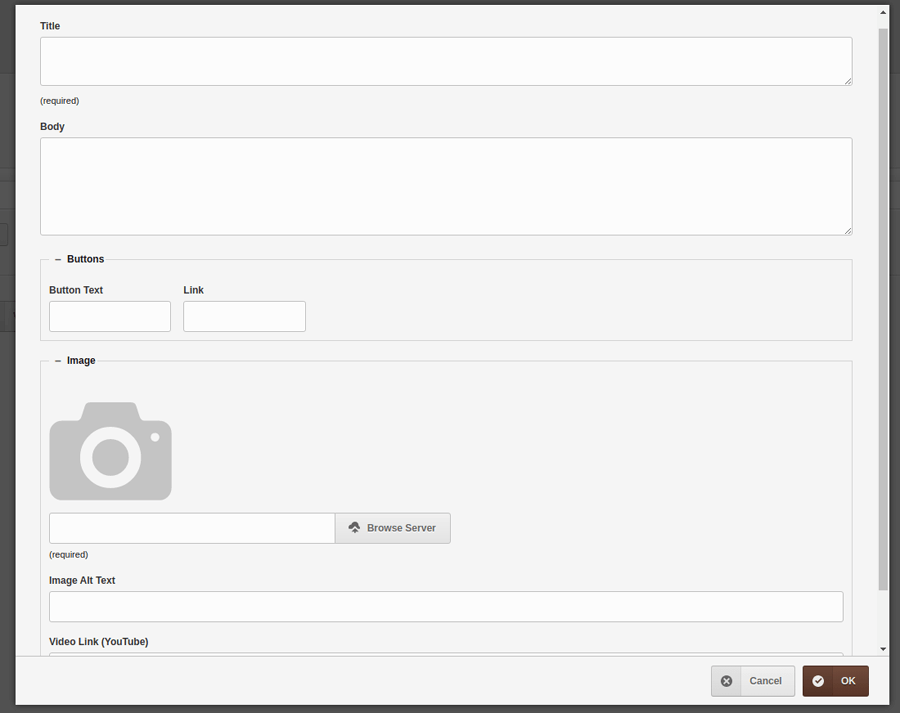 Title
(required)
Body
Buttons
Button Text Link
Image
Browse Server
(required)
Image Alt Text
Video Link (YouTube)
Cancel OK